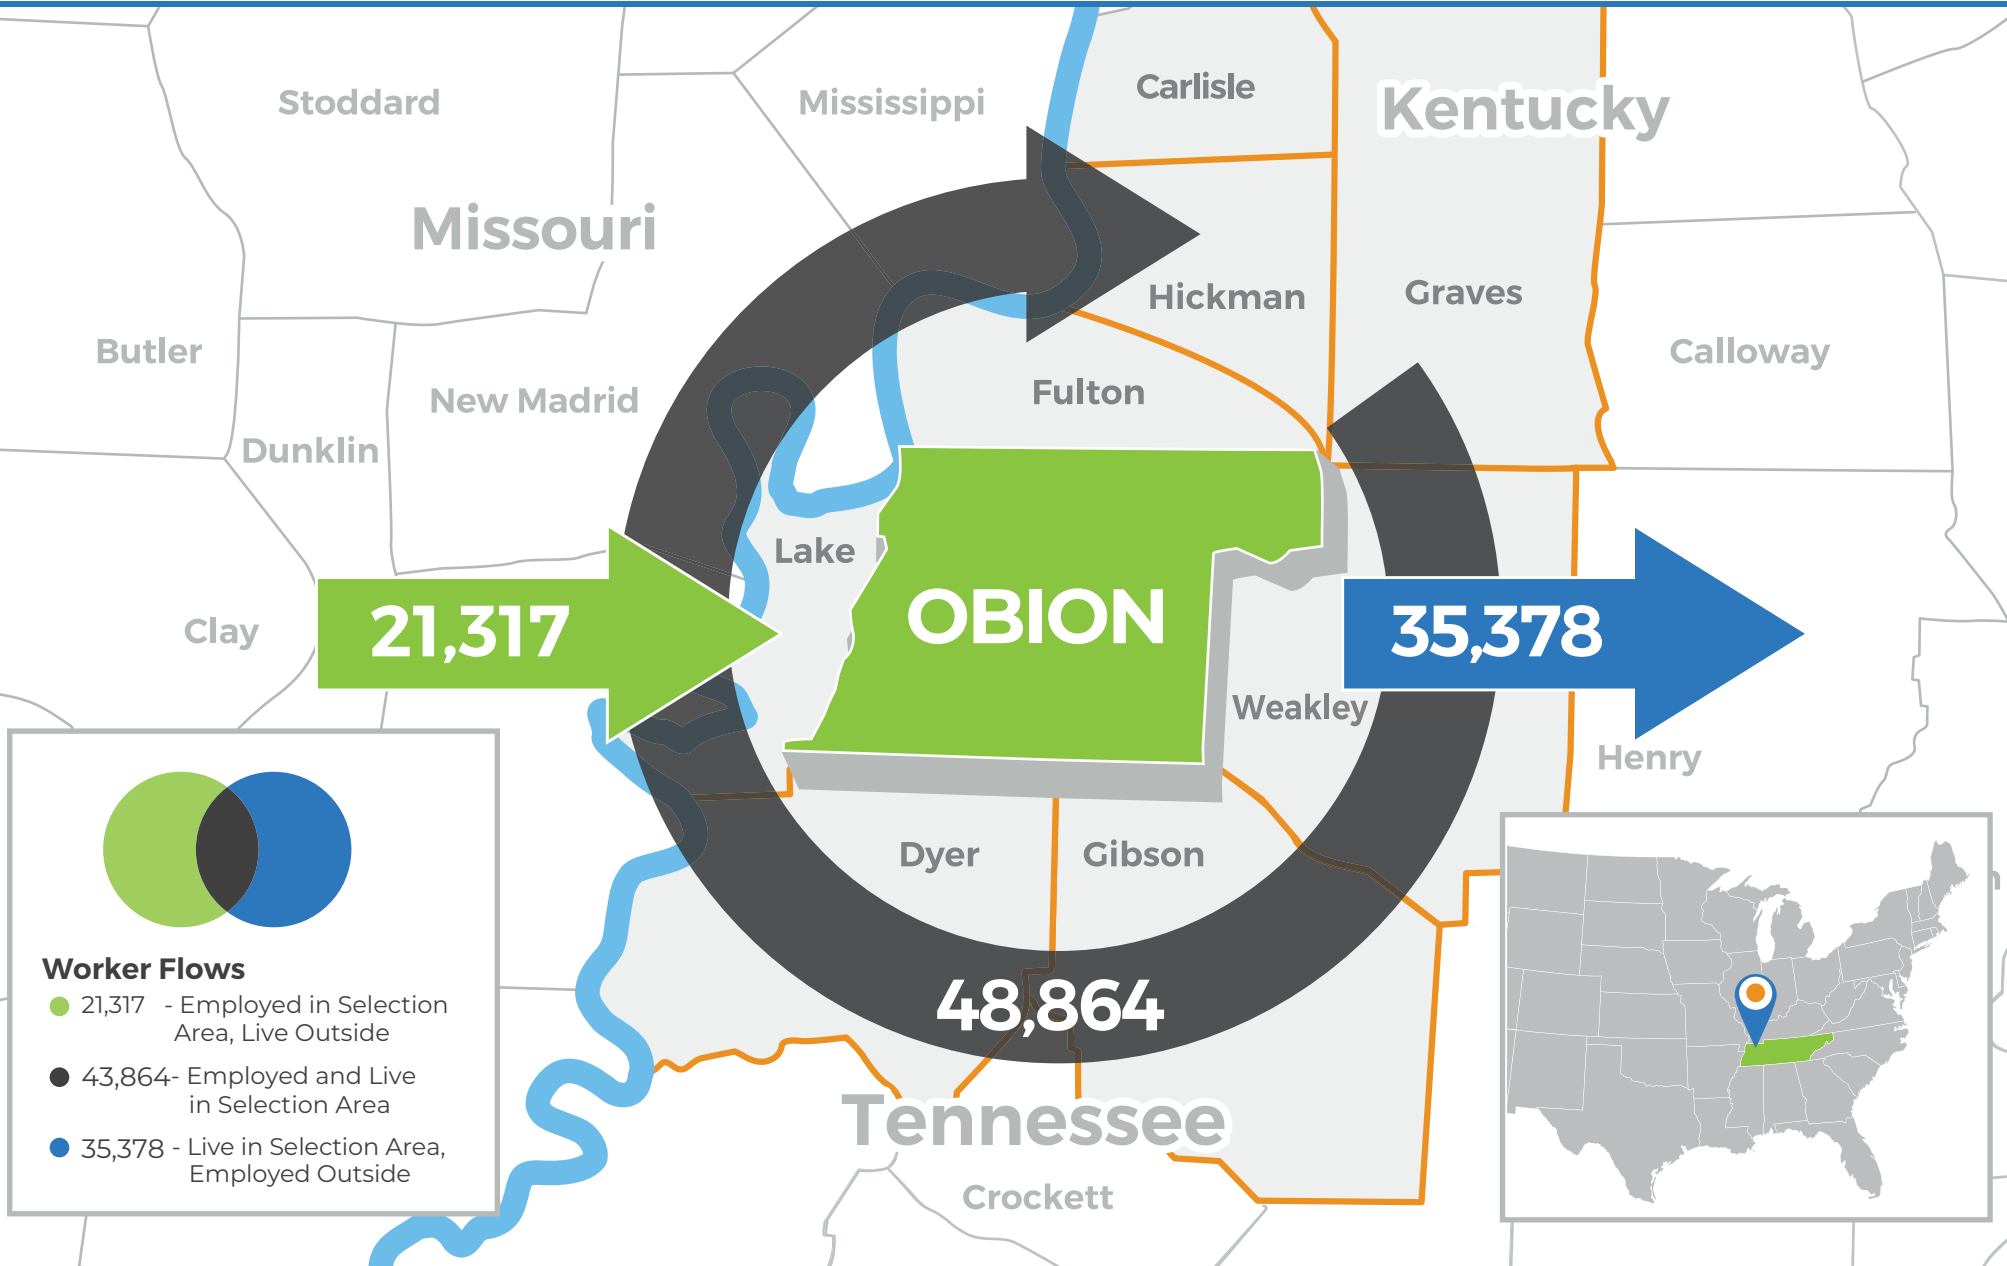 Carlisle
Kentucky
Stoddard
Mississippi
Missouri
Hickman
Graves
Butler
Calloway
New Madrid
Fulton
Dunklin
Lake
OBION
21,317
35,378
Clay
Weakley
Henry
Dyer
Gibson
48,864
Tennessee
Crockett
Worker Flows
21,317 - Employed in Selection
Area, Live Outside
43,864- Employed and Live
in Selection Area
35,378 - Live in Selection Area,
Employed Outside